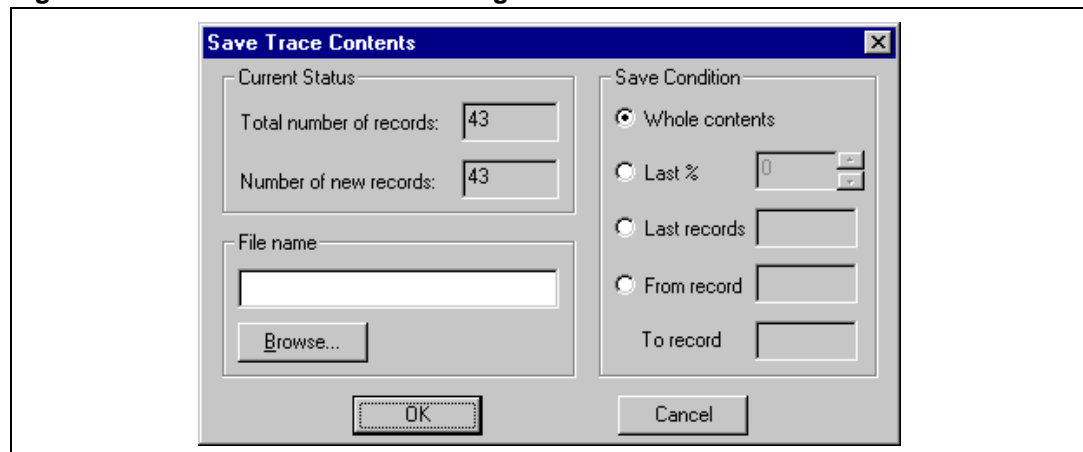 Save Trace Contents
Current Status
Total number of records: 43
Number of new records: 43
File name
Browse...
Save Condition
Whole contents
Last % 0
Last records
From record
To record
OK
Cancel